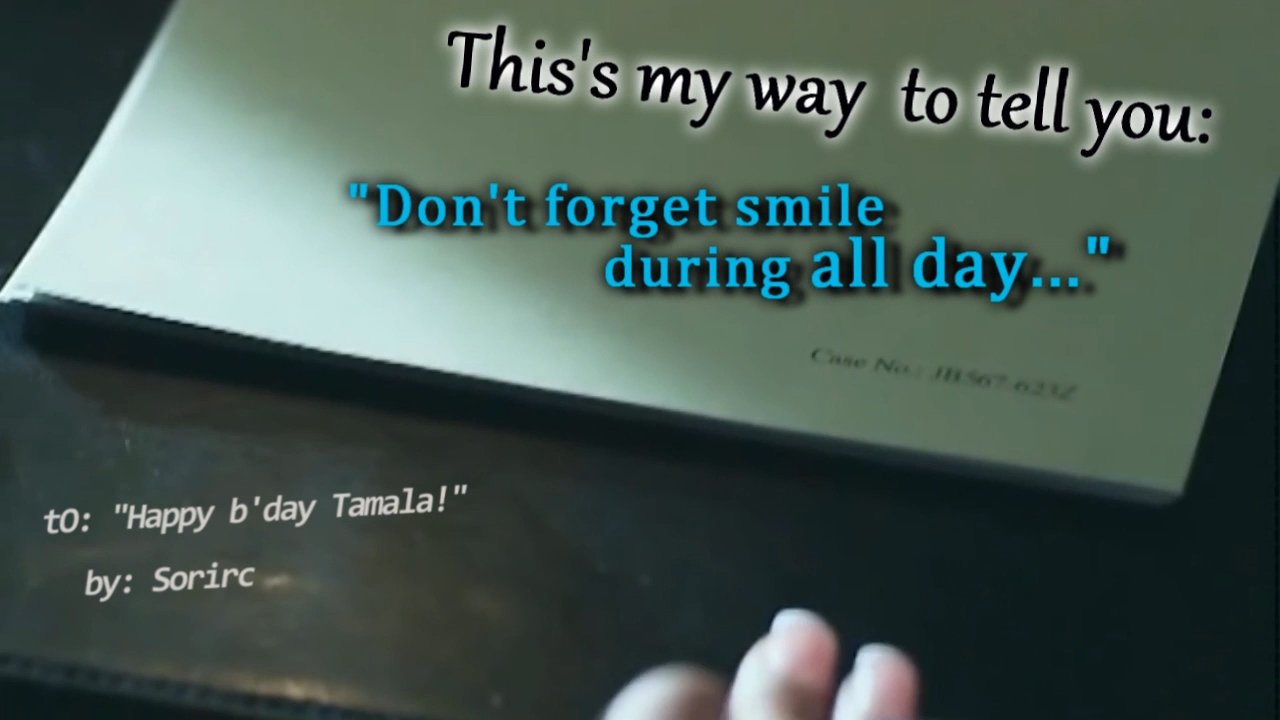 This's my way to tell you:
"Don't forget smile
during all day..."
Case No.: JB567-623Z
tO: "Happy b'day Tamala!"
by: Sorirc